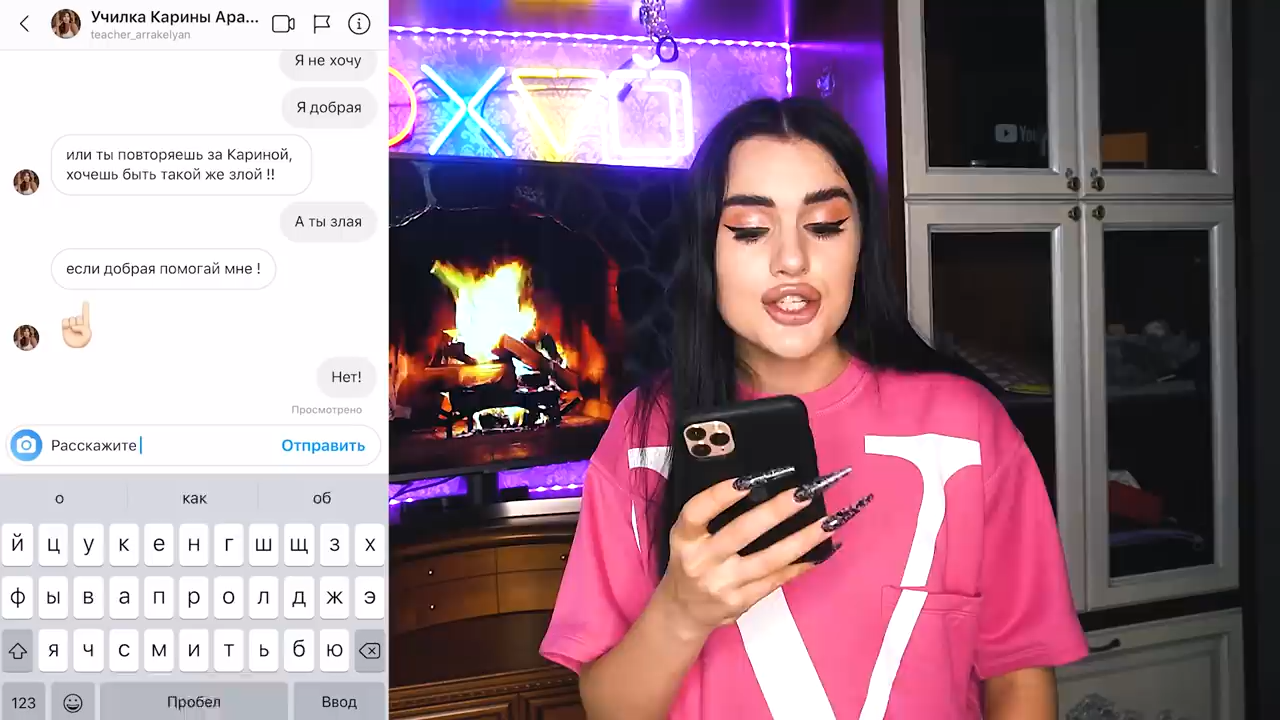 Училка Карины Ара...
teacher_arrakelyan
Я не хочу
Я добрая
или ты повторяешь за Кариной,
хочешь быть такой же злой !!
А ты злая
если добрая помогай мне !
Нет!
Просмотрено
Расскажите
Отправить
о как об
й ц у к е н г ш щ з х
ф ы в а п р о л д ж э
я ч с м и т ь б ю
123 Пробел Ввод
V